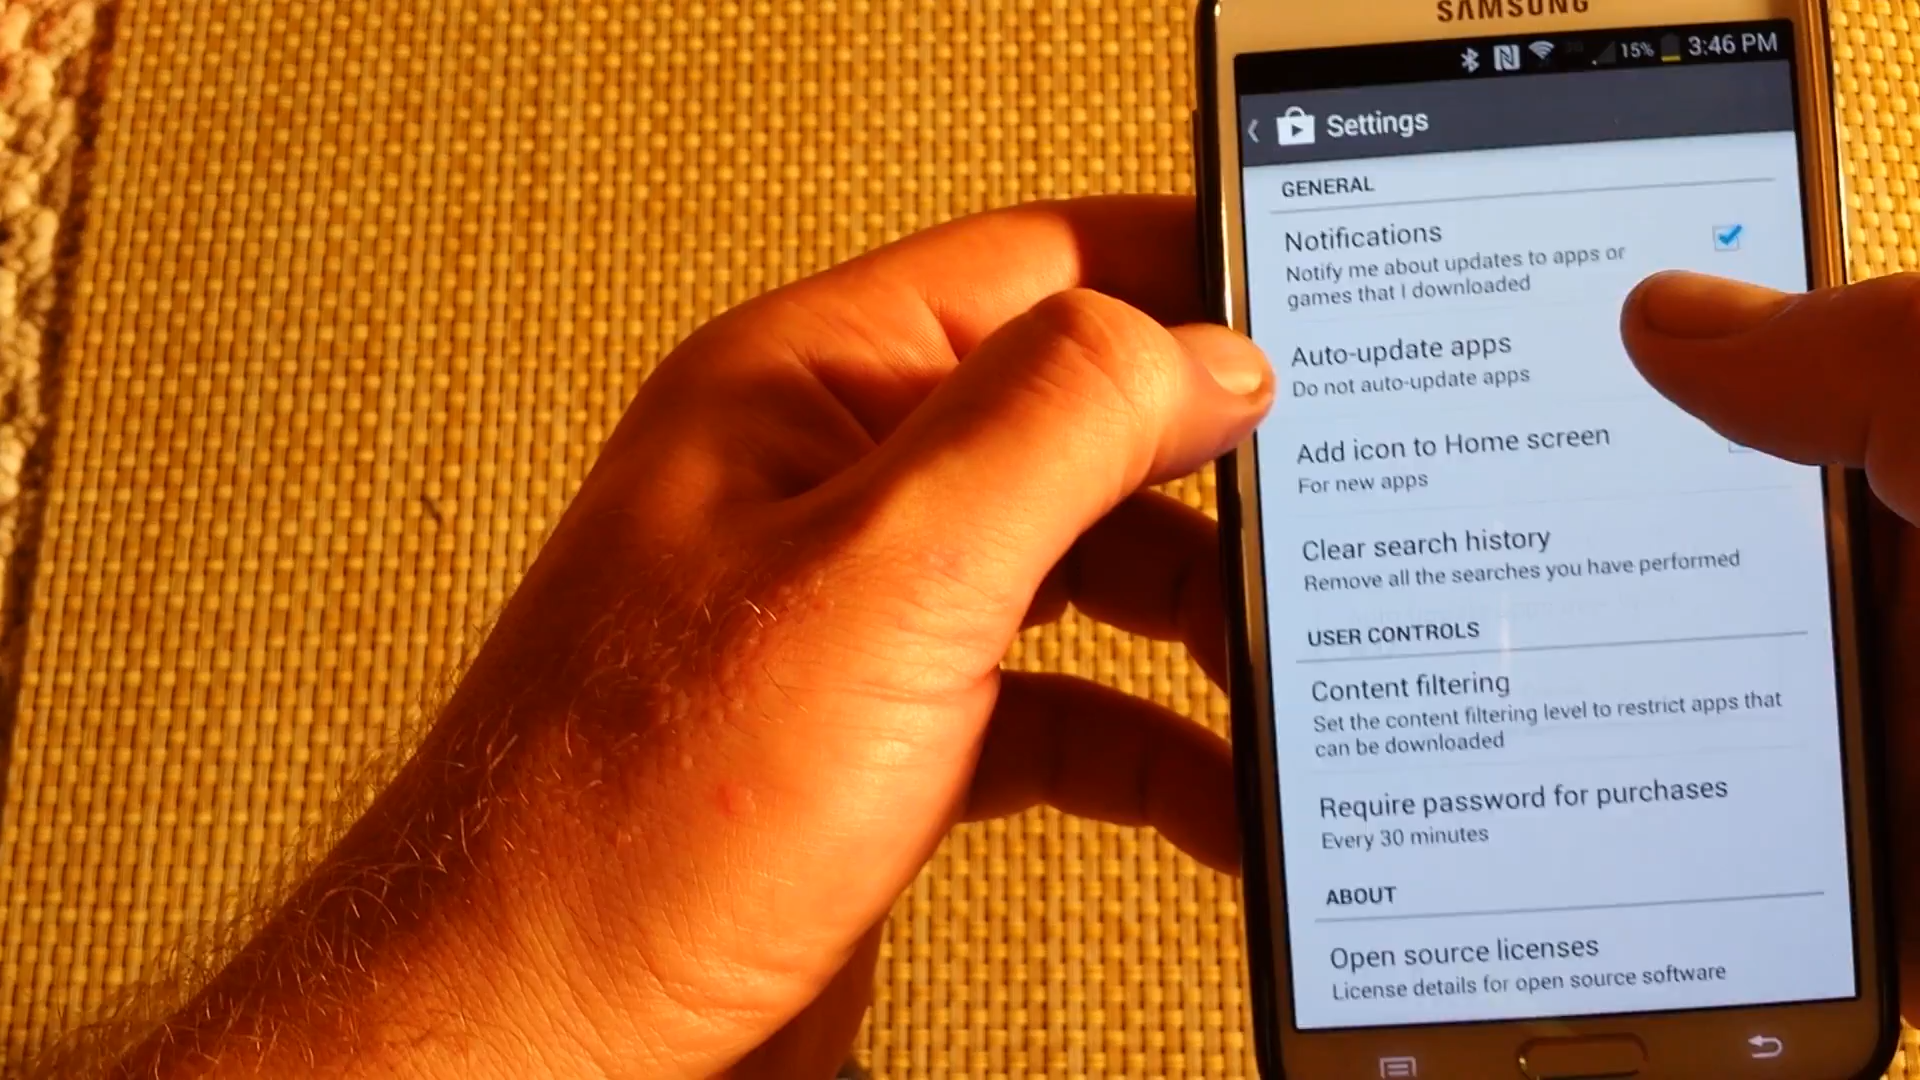 SAMSUNG
15% 3:46 PM
Settings
GENERAL
Notifications
Notify me about updates to apps or
games that I downloaded
Auto-update apps
Do not auto-update apps
Add icon to Home screen
For new apps
Clear search history
Remove all the searches you have performed
USER CONTROLS
Content filtering
Set the content filtering level to restrict apps that
can be downloaded
Require password for purchases
Every 30 minutes
ABOUT
Open source licenses
License details for open source software